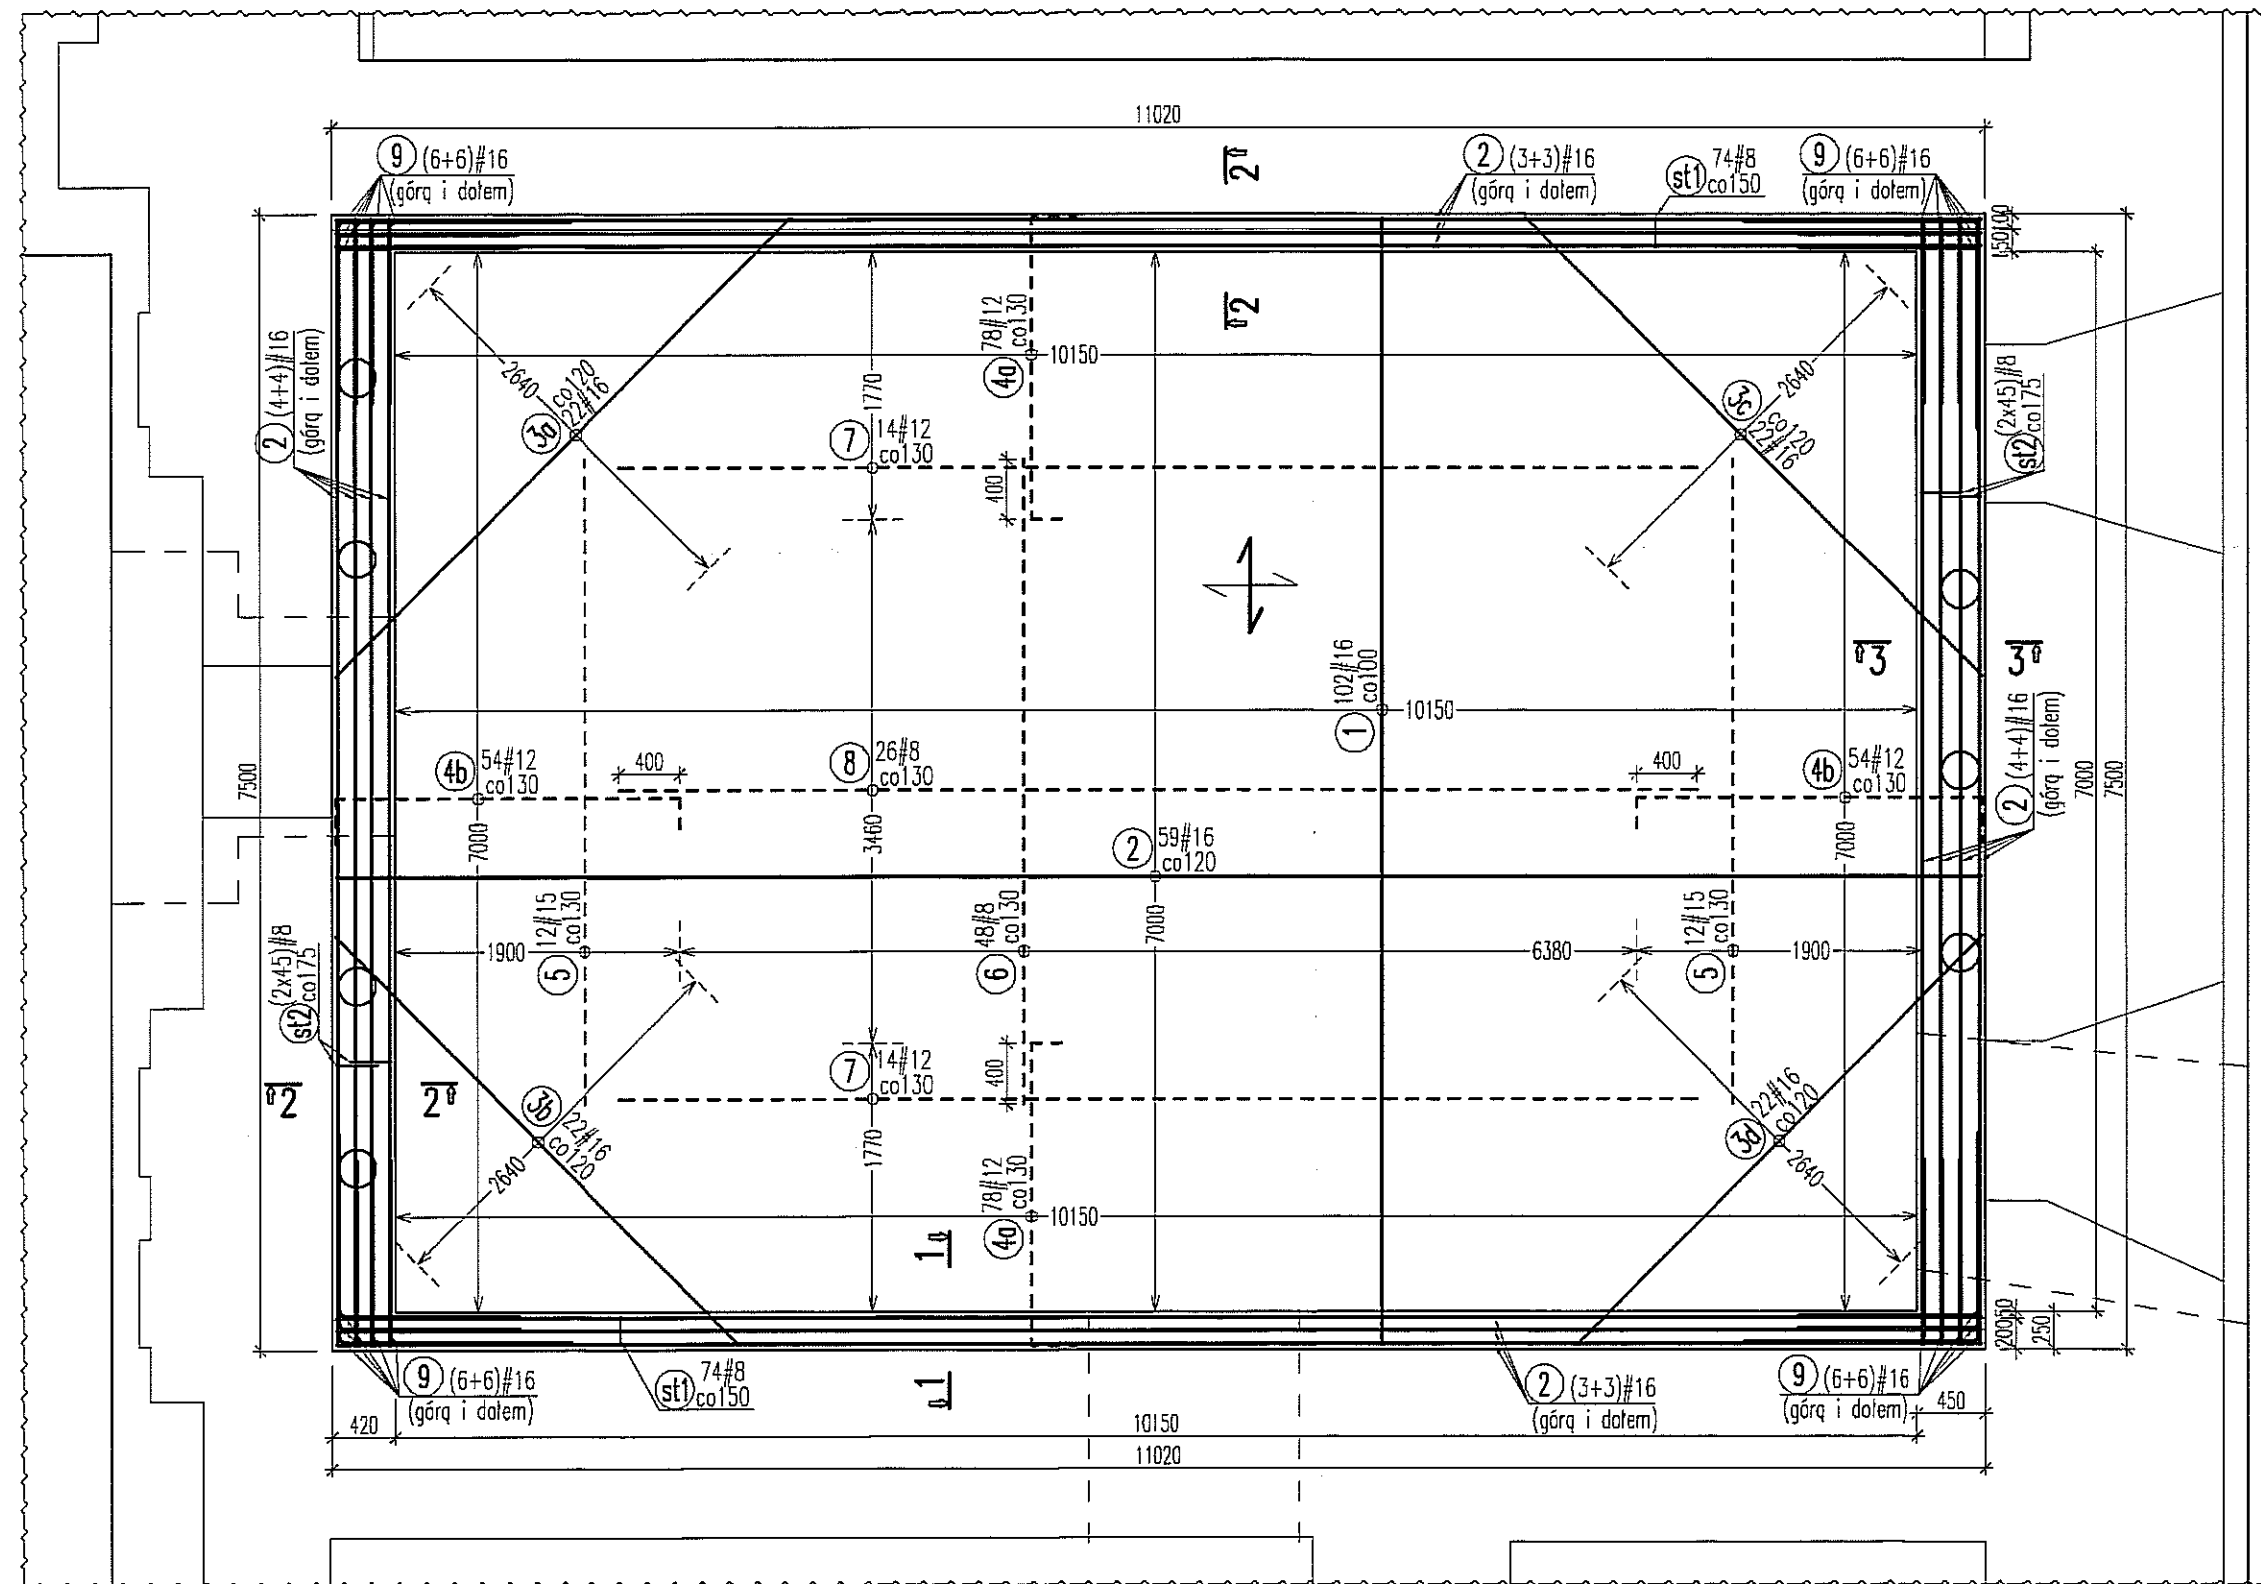 11020
9 (6+6)#16
(górą i dołem)
2
2 (3+3)#16
(górą i dołem)
st1 74#8
co150
9 (6+6)#16
(górą i dołem)
100
150
2
78#12
co130
4a
10150
2640
co120
22#16
3a
1770
7 14#12
co130
400
2640
3c
co120
22#16
(2x45)#8
co175
st2
2 (4+4)#16
(górą i dołem)
3
3
102#16
co100
1
10150
7500
4b 54#12
co130
400
8 26#8
co130
400
4b 54#12
co130
2 (4+4)#16
(górą i dołem)
7000
7500
7000
3460
2 59#16
co120
7000
7000
1900
12#15
co130
5
48#8
co130
6
6380
12#15
co130
5
1900
(2x45)#8
co175
st2
2
2
7 14#12
co130
400
3b
22#16
co120
2640
1770
78#12
co130
4a
10150
22#16
co120
3d
2640
1
1
200
50
250
9 (6+6)#16
(górą i dołem)
st1 74#8
co150
2 (3+3)#16
(górą i dołem)
9 (6+6)#16
(górą i dołem)
420
10150
450
11020